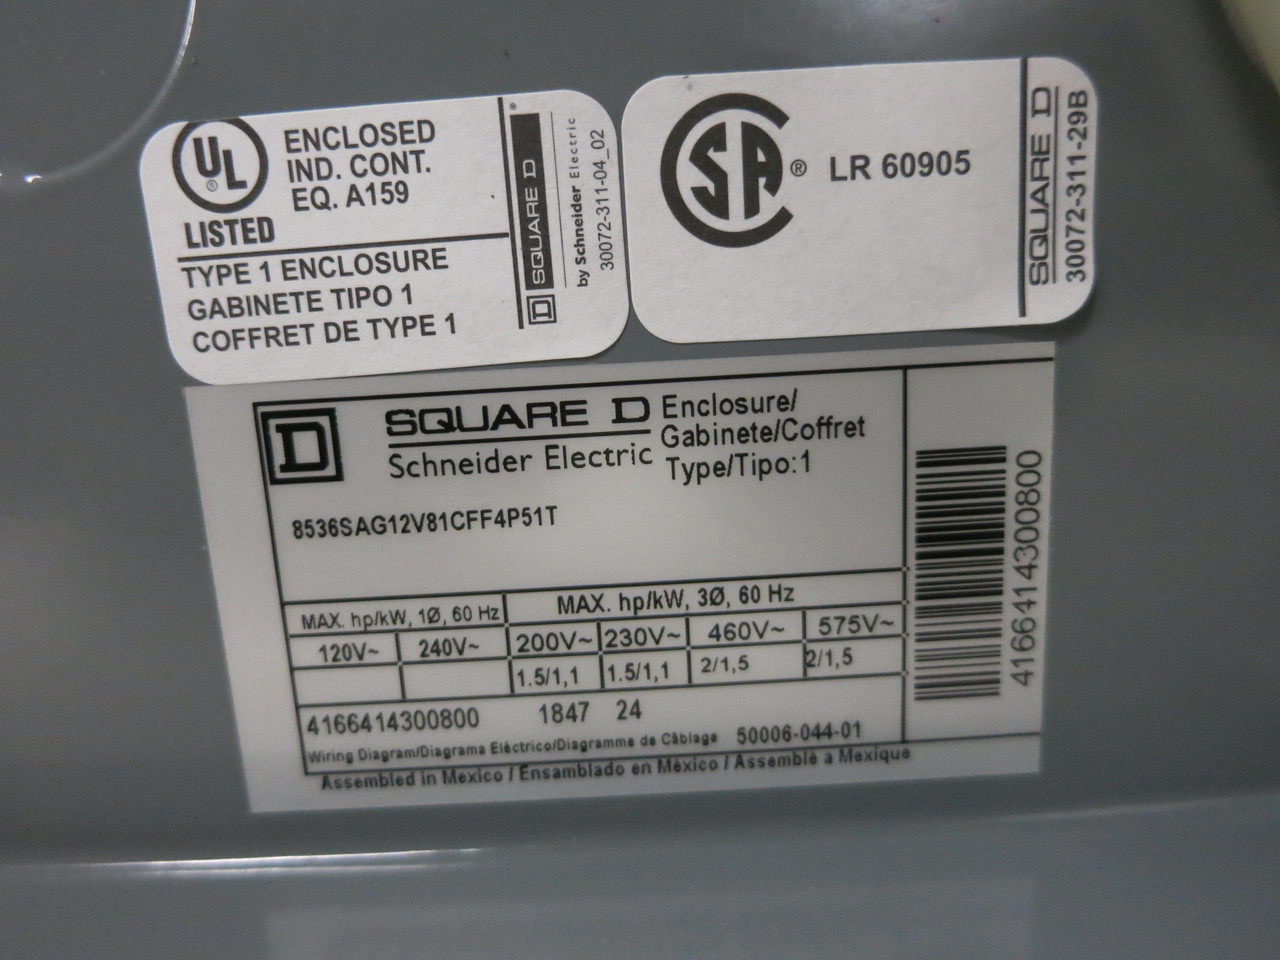 UL ®
LISTED
ENCLOSED
IND. CONT.
EQ. A159
TYPE 1 ENCLOSURE
GABINETE TIPO 1
COFFRET DE TYPE 1
D SQUARE D
by Schneider Electric
30072-311-04_02
SA ® LR 60905
SQUARE D
30072-311-29B
D SQUARE D
Schneider Electric
Enclosure/
Gabinete/Coffret
Type/Tipo:1
8536SAG12V81CFF4P51T
MAX. hp/kW, 1Ø, 60 Hz MAX. hp/kW, 3Ø, 60 Hz
120V~ 240V~ 200V~ 230V~ 460V~ 575V~
1.5/1,1 1.5/1,1 2/1,5 2/1,5
4166414300800 1847 24
Wiring Diagram/Diagrama Eléctrico/Diagramme de Câblage 50006-044-01
Assembled in Mexico / Ensamblado en México / Assemblé a Mexique
4166414300800